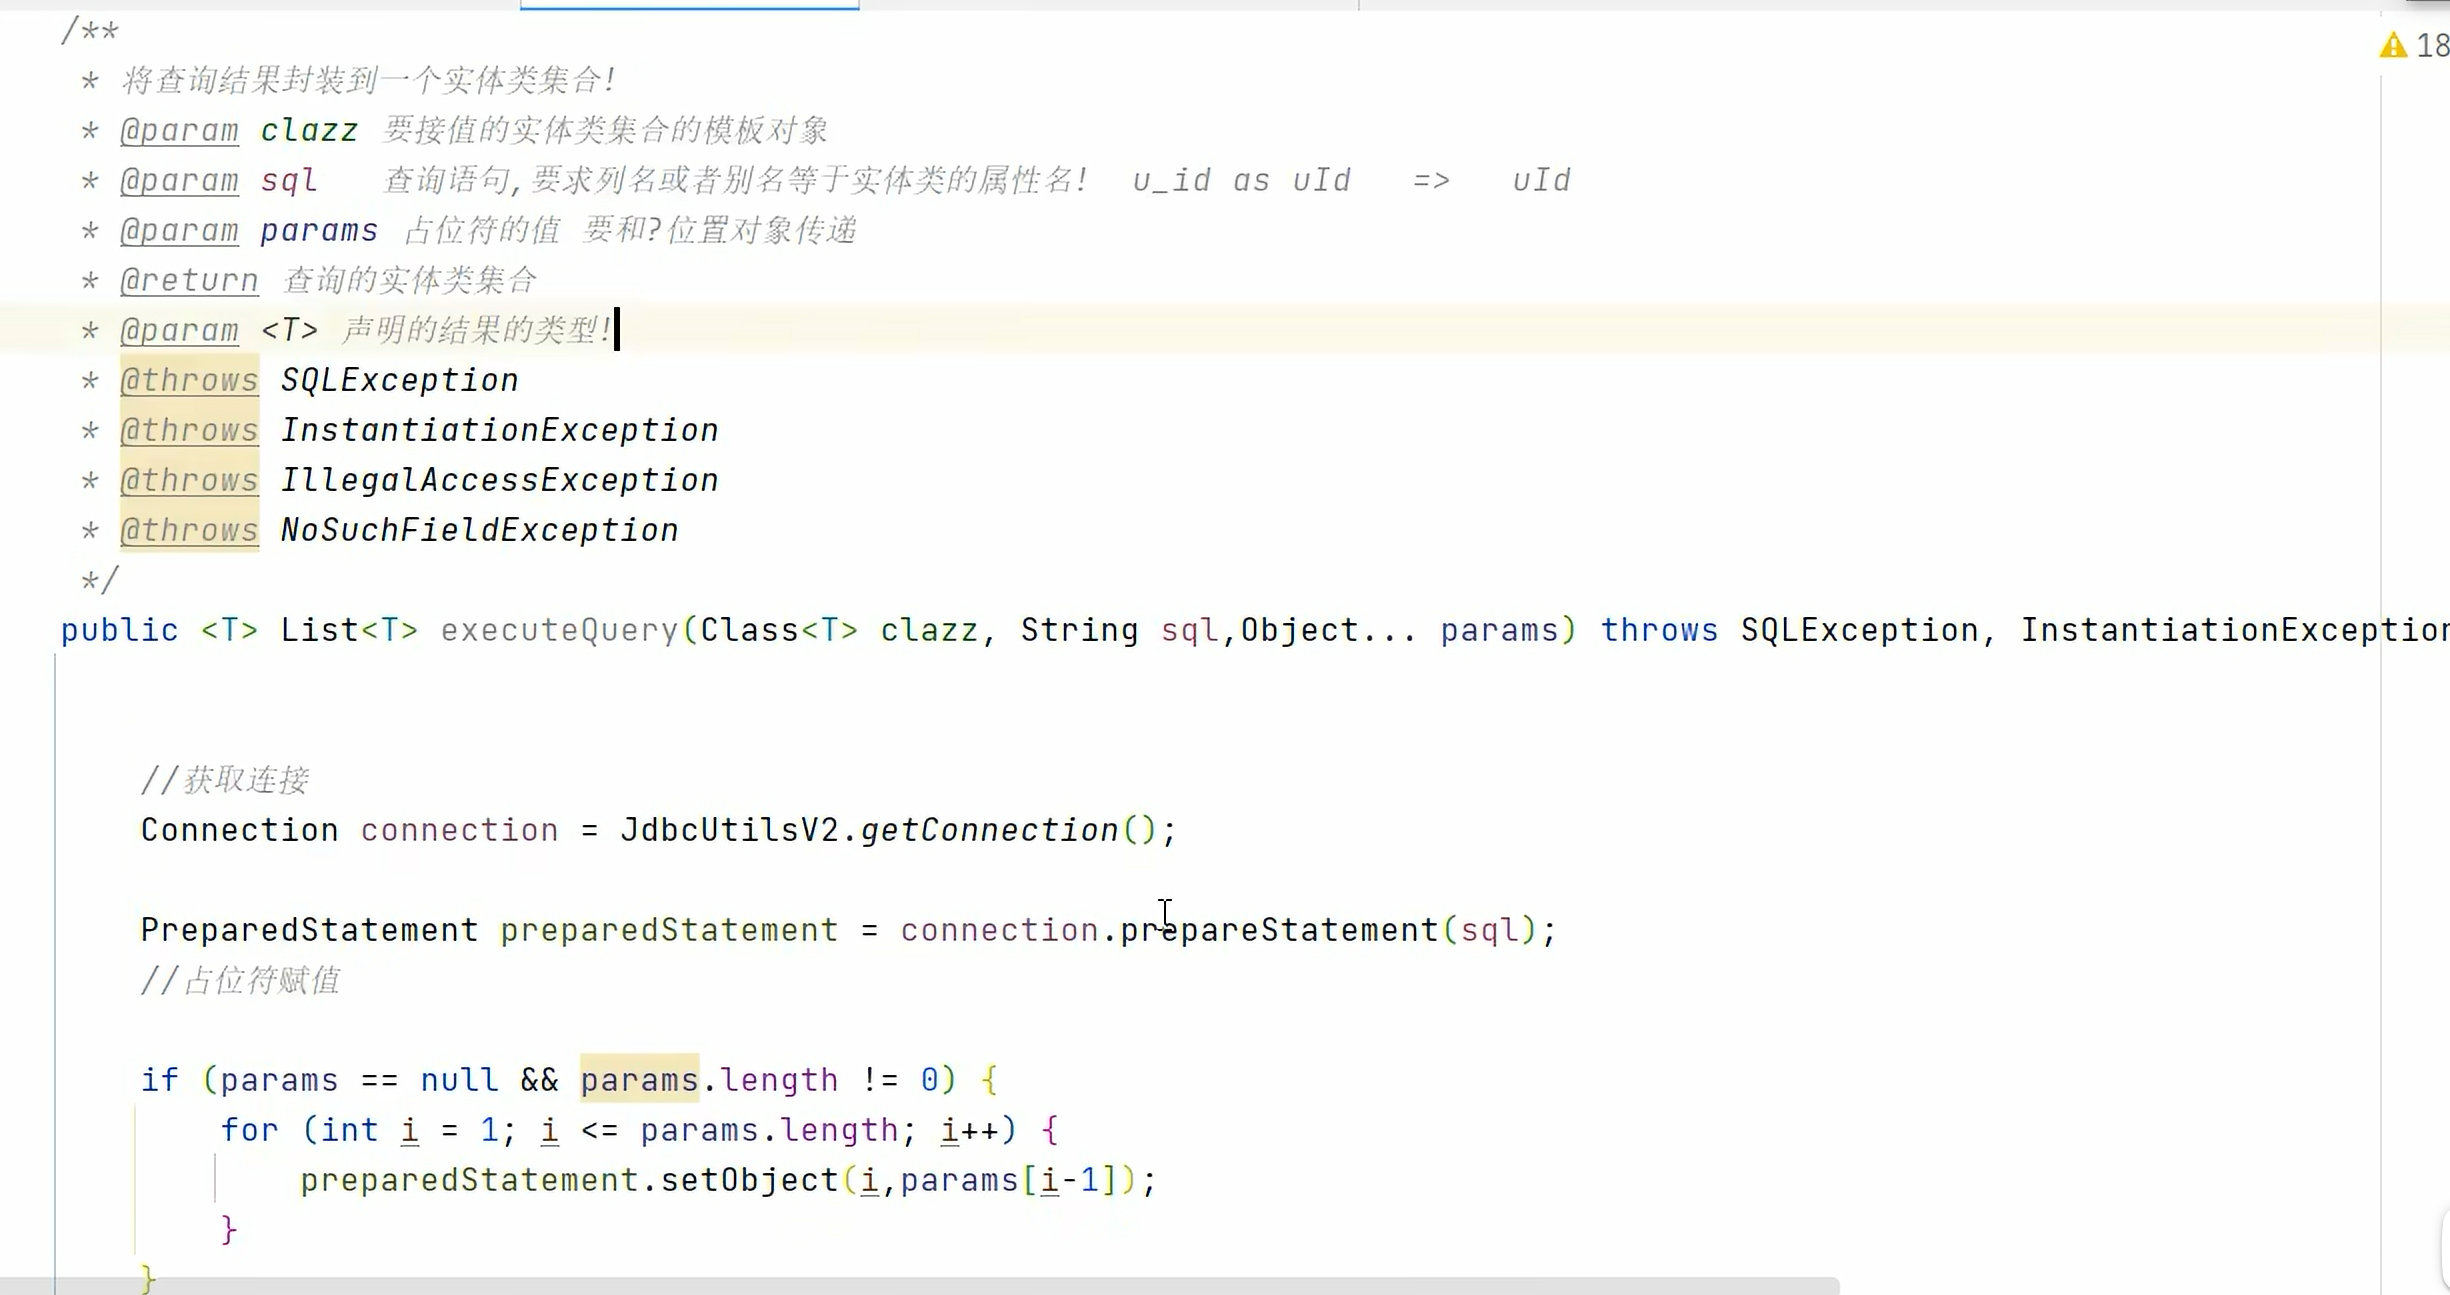 /**
* 将查询结果封装到一个实体类集合!
* @param clazz 要接值的实体类集合的模板对象
* @param sql 查询语句,要求列名或者别名等于实体类的属性名! u_id as uId => uId
* @param params 占位符的值 要和?位置对象传递
* @return 查询的实体类集合
* @param <T> 声明的结果的类型!
* @throws SQLException
* @throws InstantiationException
* @throws IllegalAccessException
* @throws NoSuchFieldException
*/
public <T> List<T> executeQuery(Class<T> clazz, String sql,Object... params) throws SQLException, InstantiationException
//获取连接
Connection connection = JdbcUtilsV2.getConnection();
PreparedStatement preparedStatement = connection.prepareStatement(sql);
//占位符赋值
if (params == null && params.length != 0) {
for (int i = 1; i <= params.length; i++) {
preparedStatement.setObject(i,params[i-1]);
}
}
18